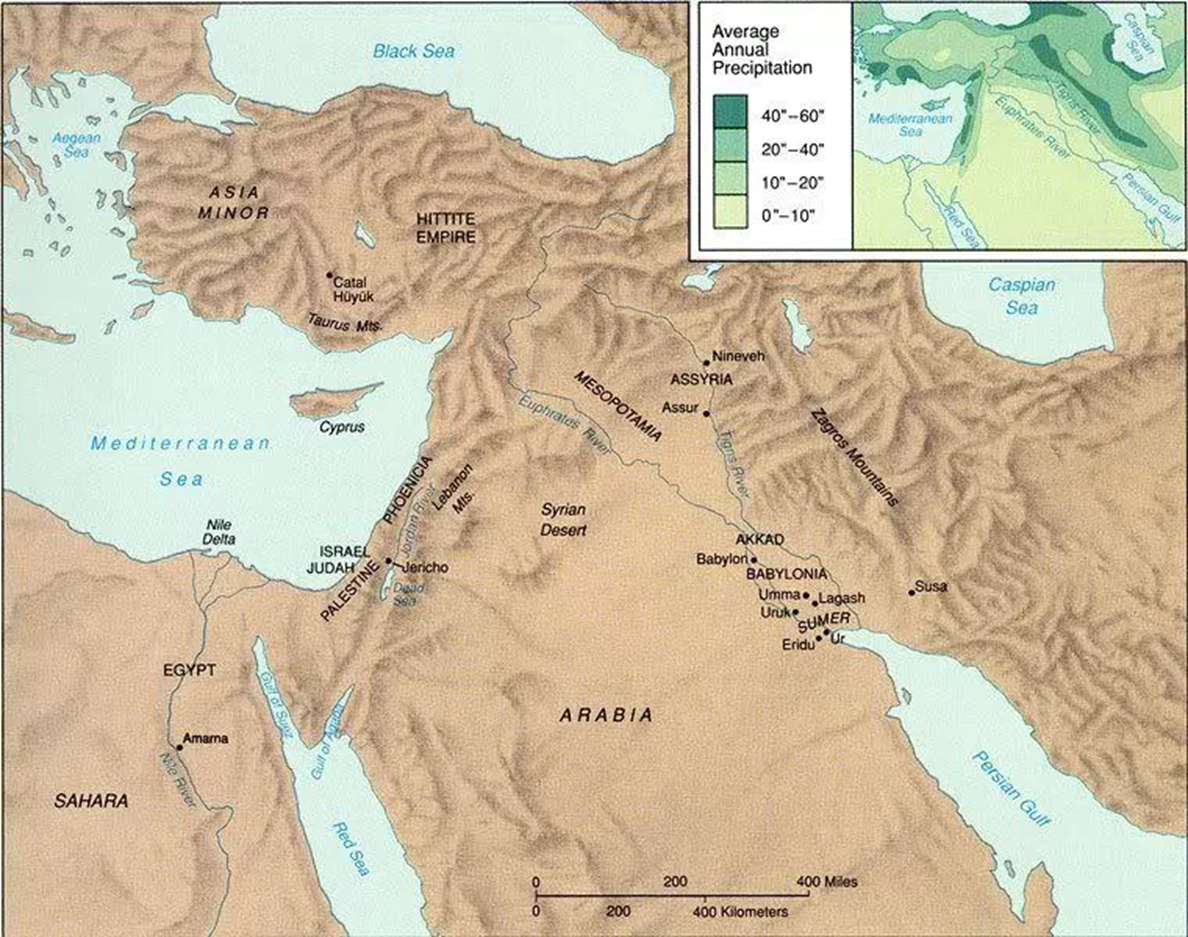 Black Sea
Average
Annual
Precipitation
40"–60"
20"–40"
10"–20"
0"–10"
Caspian
Sea
Mediterranean
Sea
Tigris River
Euphrates River
Persian Gulf
Red Sea
Aegean
Sea
ASIA
MINOR
HITTITE
EMPIRE
Catal
Hüyük
Taurus Mts.
Caspian
Sea
Nineveh
ASSYRIA
Assur
MESOPOTAMIA
Euphrates River
Tigris River
Zagros Mountains
Cyprus
Mediterranean
Sea
PHOENICIA
Jordan River
Lebanon
Mts.
Syrian
Desert
Nile
Delta
ISRAEL
JUDAH
PALESTINE
Jericho
Dead
Sea
AKKAD
Babylon
BABYLONIA
Umma
Lagash
Uruk
SUMER
Eridu
Ur
Susa
EGYPT
Gulf of Suez
Gulf of Aqaba
Amarna
Nile River
SAHARA
ARABIA
Red Sea
Persian Gulf
0 200 400 Miles
0 200 400 Kilometers